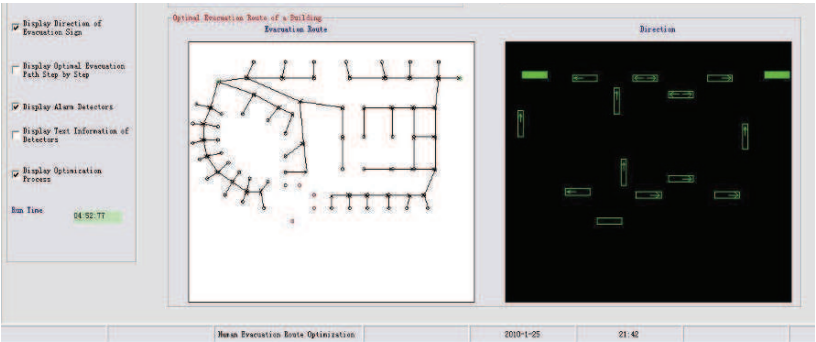 Display Direction of
Evacuation Sign
Display Optimal Evacuation
Path Step by Step
Display Alarm Detectors
Display Text Information of
Detectors
Display Optimization
Process
Run Time
04:52:77
Optimal Evacuation Route of a Building
Evacuation Route
Direction
Human Evacuation Route Optimization
2010-1-25
21:42